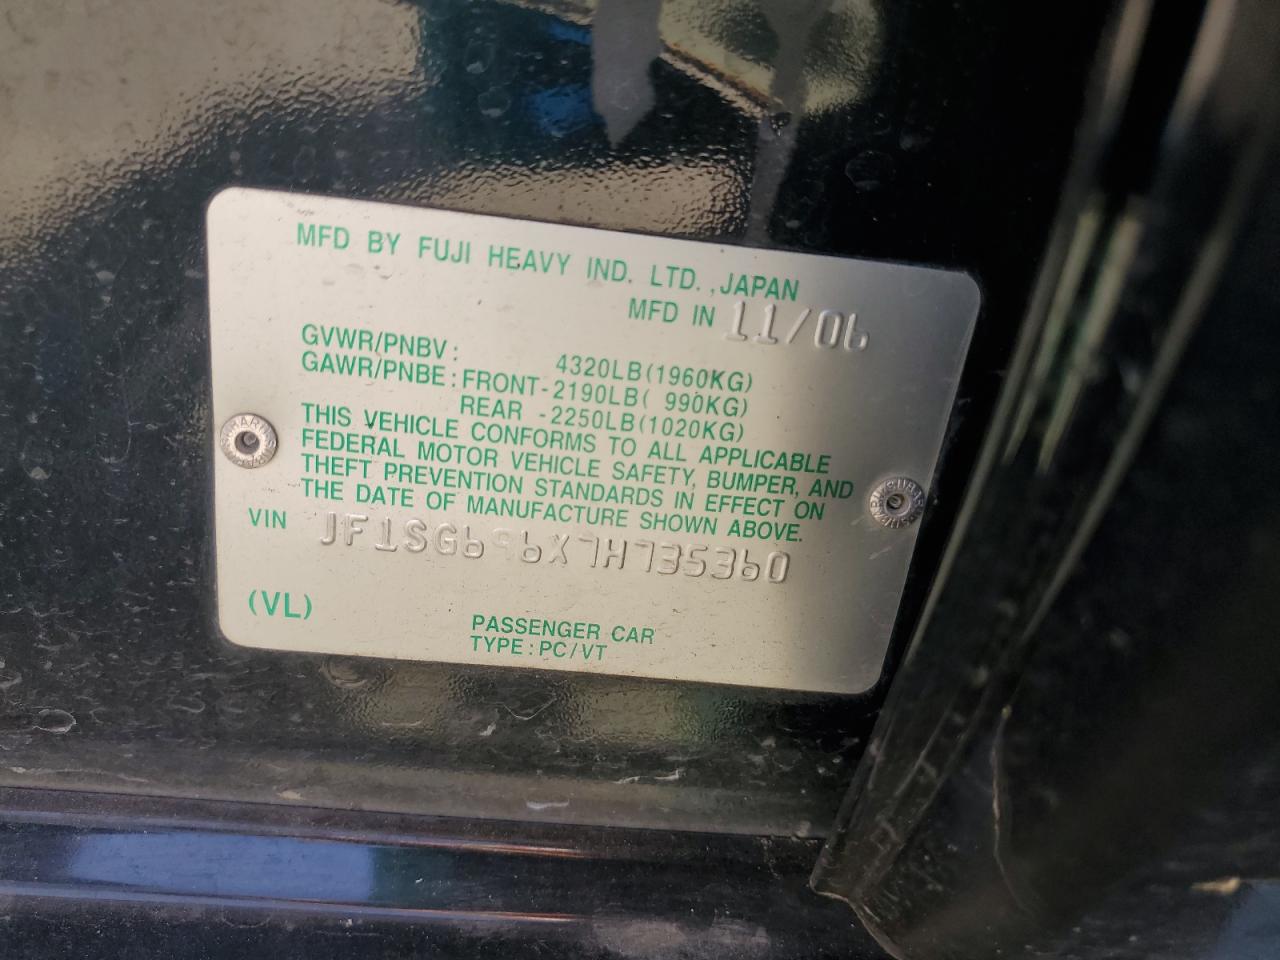 MFD BY FUJI HEAVY IND. LTD., JAPAN
MFD IN 11/06
GVWR/PNBV: 4320LB(1960KG)
GAWR/PNBE: FRONT-2190LB( 990KG)
REAR -2250LB(1020KG)
THIS VEHICLE CONFORMS TO ALL APPLICABLE
FEDERAL MOTOR VEHICLE SAFETY, BUMPER, AND
THEFT PREVENTION STANDARDS IN EFFECT ON
THE DATE OF MANUFACTURE SHOWN ABOVE.
VIN JF1SG696X7H735360
(VL)
PASSENGER CAR
TYPE: PC/VT